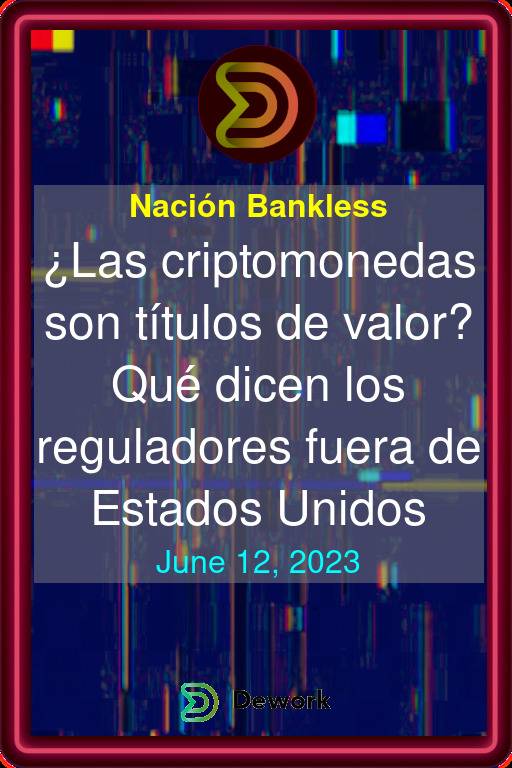 Nación Bankless
¿Las criptomonedas
son títulos de valor?
Qué dicen los
reguladores fuera de
Estados Unidos
June 12, 2023
Dework